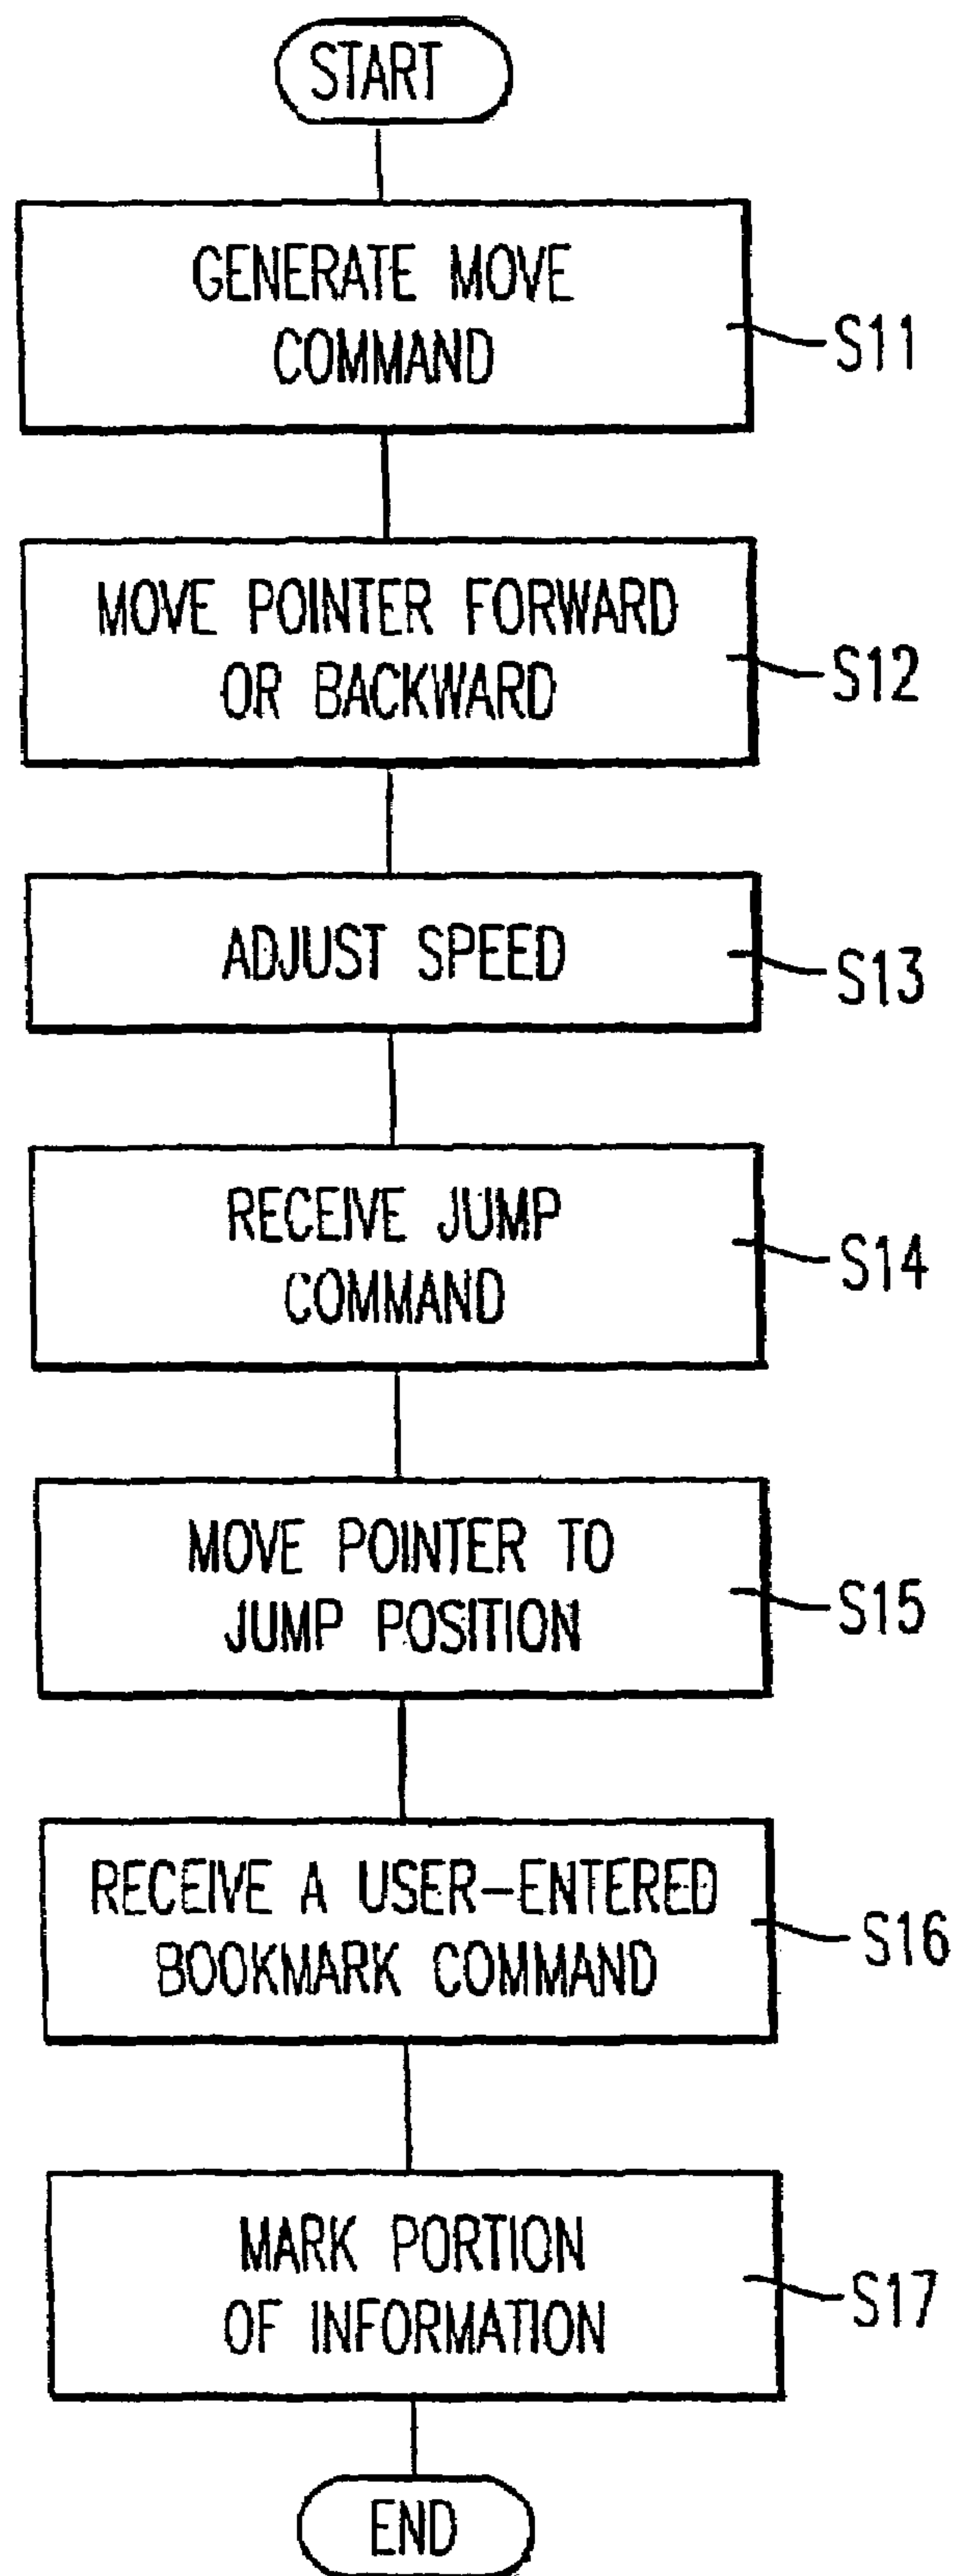 START
GENERATE MOVE
COMMAND
S11
MOVE POINTER FORWARD
OR BACKWARD
S12
ADJUST SPEED
S13
RECEIVE JUMP
COMMAND
S14
MOVE POINTER TO
JUMP POSITION
S15
RECEIVE A USER-ENTERED
BOOKMARK COMMAND
S16
MARK PORTION
OF INFORMATION
S17
END